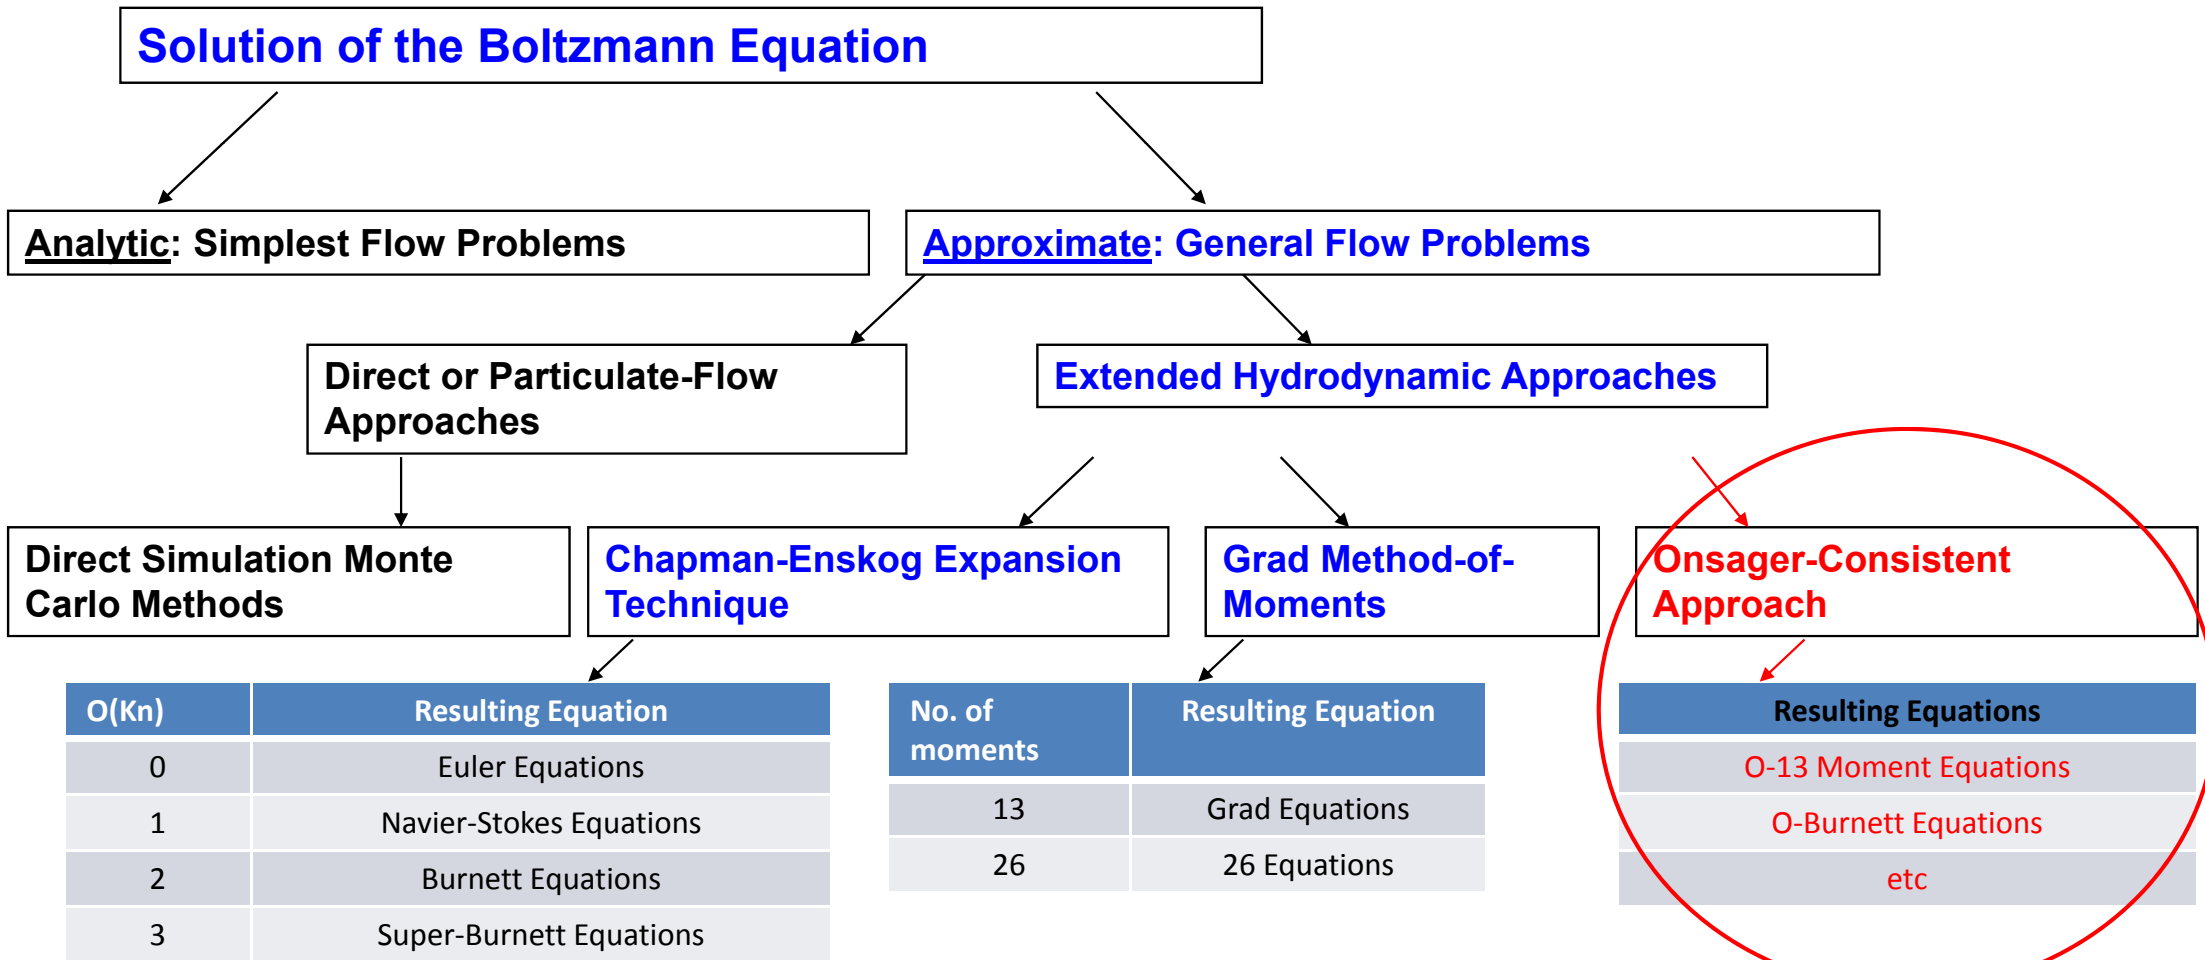 Solution of the Boltzmann Equation
Analytic: Simplest Flow Problems
Approximate: General Flow Problems
Direct or Particulate-Flow
Approaches
Extended Hydrodynamic Approaches
Direct Simulation Monte
Carlo Methods
Chapman-Enskog Expansion
Technique
Grad Method-of-
Moments
Onsager-Consistent
Approach
O(Kn) Resulting Equation
0 Euler Equations
1 Navier-Stokes Equations
2 Burnett Equations
3 Super-Burnett Equations
No. of
moments
Resulting Equation
13 Grad Equations
26 26 Equations
Resulting Equations
O-13 Moment Equations
O-Burnett Equations
etc